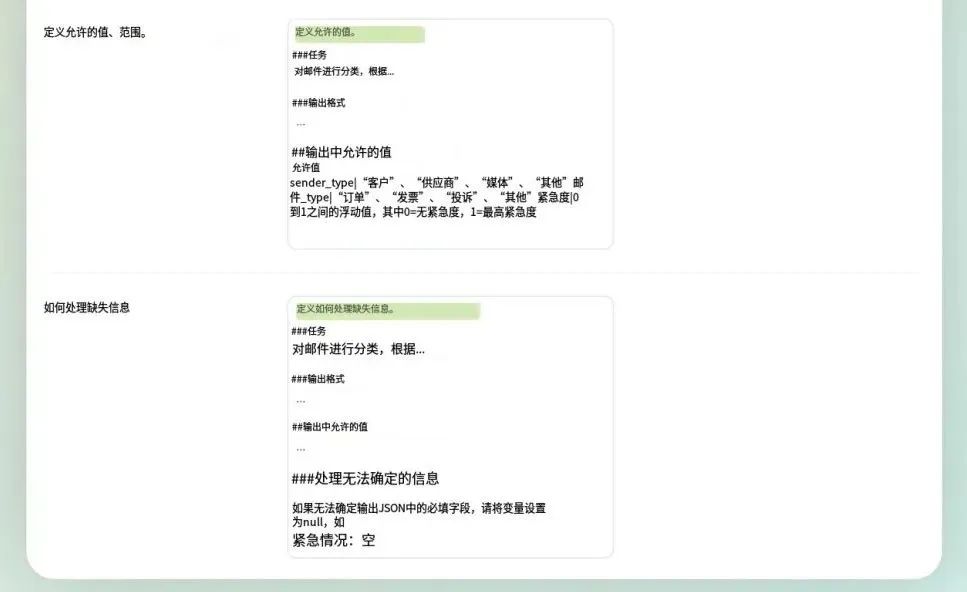 定义允许的值、范围。
定义允许的值。
###任务
对邮件进行分类，根据...
###输出格式
...
##输出中允许的值
允许值
sender_type|“客户”、“供应商”、“媒体”、“其他”邮
件_type|“订单”、“发票”、“投诉”、“其他”紧急度|0
到1之间的浮动值，其中0=无紧急度，1=最高紧急度
如何处理缺失信息
定义如何处理缺失信息。
###任务
对邮件进行分类，根据...
###输出格式
...
##输出中允许的值
...
###处理无法确定的信息
如果无法确定输出JSON中的必填字段，请将变量设置
为null，如
紧急情况：空